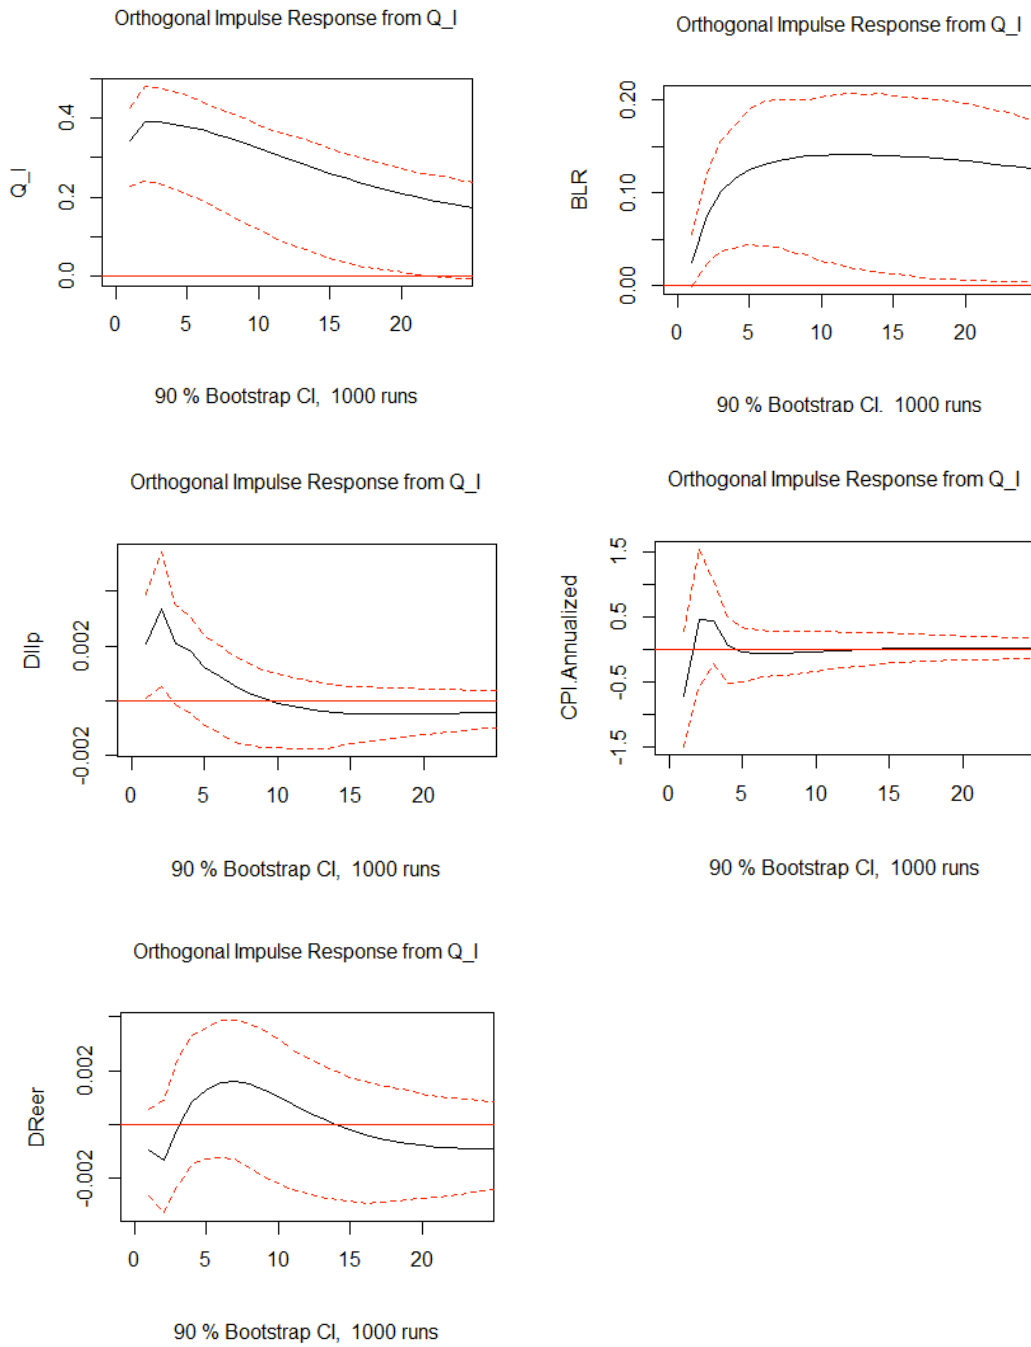 Orthogonal Impulse Response from Q_I
Q_I
0.0 0.2 0.4
0 5 10 15 20
90 % Bootstrap CI, 1000 runs
Orthogonal Impulse Response from Q_I
BLR
0.00 0.10 0.20
0 5 10 15 20
90 % Bootstrap CI, 1000 runs
Orthogonal Impulse Response from Q_I
DIIp
-0.002 0.002
0 5 10 15 20
90 % Bootstrap CI, 1000 runs
Orthogonal Impulse Response from Q_I
CPI.Annualized
-1.5 -0.5 0.5 1.5
0 5 10 15 20
90 % Bootstrap CI, 1000 runs
Orthogonal Impulse Response from Q_I
DReer
-0.002 0.002
0 5 10 15 20
90 % Bootstrap CI, 1000 runs